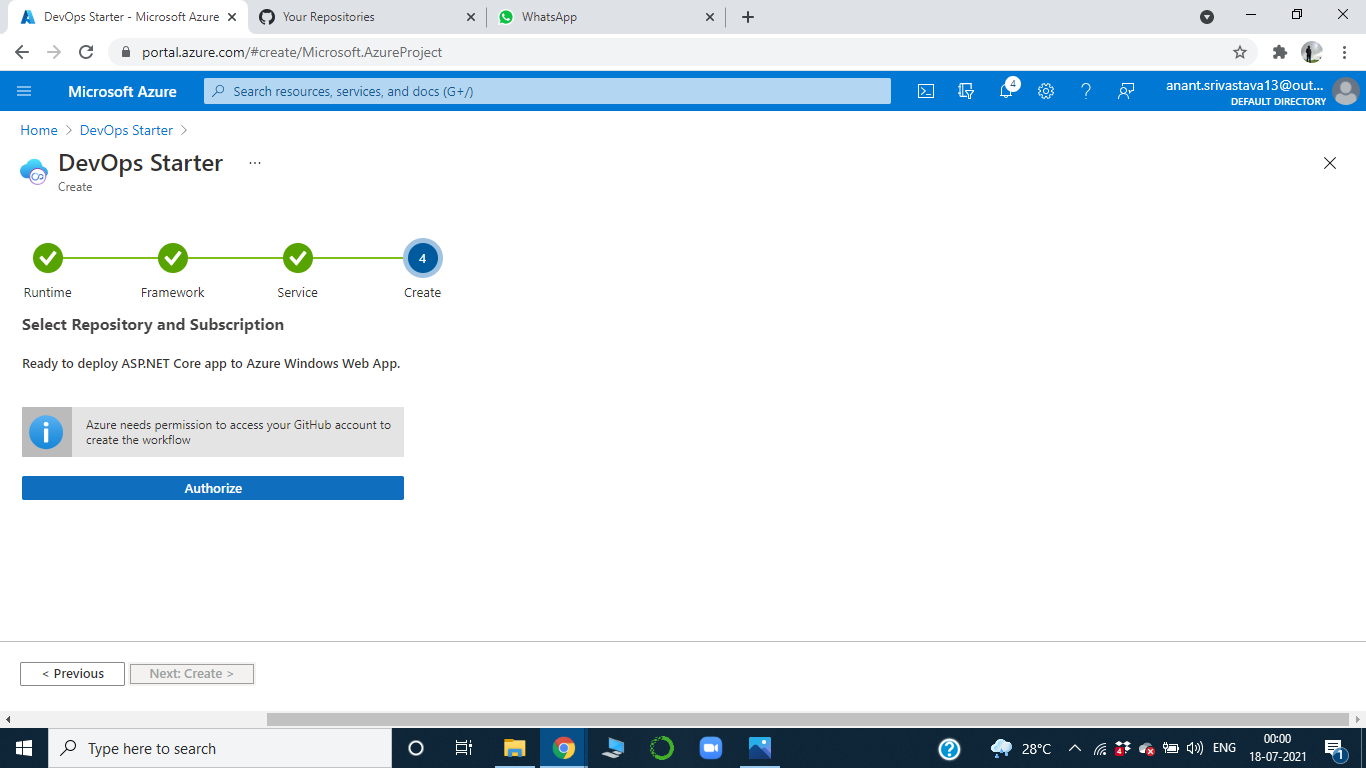 DevOps Starter - Microsoft Azure
Your Repositories
WhatsApp
portal.azure.com/#create/Microsoft.AzureProject
Microsoft Azure
Search resources, services, and docs (G+/)
4
anant.srivastava13@out...
DEFAULT DIRECTORY
Home > DevOps Starter >
DevOps Starter ...
Create
4
Runtime Framework Service Create
Select Repository and Subscription
Ready to deploy ASP.NET Core app to Azure Windows Web App.
Azure needs permission to access your GitHub account to
create the workflow
Authorize
< Previous
Next: Create >
Type here to search
28°C
4
ENG
00:00
18-07-2021
1